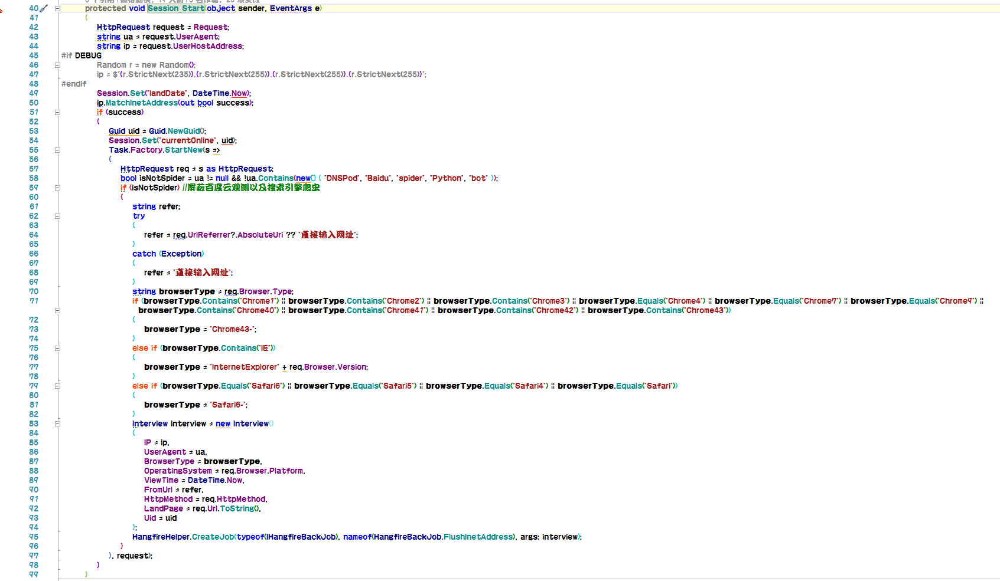 40 protected void Session_Start(object sender, EventArgs e)
41 {
42 HttpRequest request = Request;
43 string ua = request.UserAgent;
44 string ip = request.UserHostAddress;
45 #if DEBUG
46 Random r = new Random();
47 ip = $"{r.StrictNext(235)}.{r.StrictNext(255)}.{r.StrictNext(255)}.{r.StrictNext(255)}";
48 #endif
49 Session.Set("landDate", DateTime.Now);
50 ip.MatchInetAddress(out bool success);
51 if (success)
52 {
53 Guid uid = Guid.NewGuid();
54 Session.Set("currentOnline", uid);
55 Task.Factory.StartNew(s =>
56 {
57 HttpRequest req = s as HttpRequest;
58 bool isNotSpider = ua != null && !ua.Contains(new[] { "DNSPod", "Baidu", "spider", "Python", "bot" });
59 if (isNotSpider) //屏蔽百度云观测以及搜索引擎爬虫
60 {
61 string refer;
62 try
63 {
64 refer = req.UrlReferrer?.AbsoluteUri ?? "直接输入网址";
65 }
66 catch (Exception)
67 {
68 refer = "直接输入网址";
69 }
70 string browserType = req.Browser.Type;
71 if (browserType.Contains("Chrome1") || browserType.Contains("Chrome2") || browserType.Contains("Chrome3") || browserType.Equals("Chrome4") || browserType.Equals("Chrome7") || browserType.Equals("Chrome9") ||
browserType.Contains("Chrome40") || browserType.Contains("Chrome41") || browserType.Contains("Chrome42") || browserType.Contains("Chrome43"))
72 {
73 browserType = "Chrome43-";
74 }
75 else if (browserType.Contains("IE"))
76 {
77 browserType = "InternetExplorer" + req.Browser.Version;
78 }
79 else if (browserType.Equals("Safari6") || browserType.Equals("Safari5") || browserType.Equals("Safari4") || browserType.Equals("Safari"))
80 {
81 browserType = "Safari6-";
82 }
83 Interview interview = new Interview()
84 {
85 IP = ip,
86 UserAgent = ua,
87 BrowserType = browserType,
88 OperatingSystem = req.Browser.Platform,
89 ViewTime = DateTime.Now,
90 FromUrl = refer,
91 HttpMethod = req.HttpMethod,
92 LandPage = req.Url.ToString(),
93 Uid = uid
94 };
95 HangfireHelper.CreateJob(typeof(IHangfireBackJob), nameof(HangfireBackJob.FlushInetAddress), args: interview);
96 }
97 }, request);
98 }
99 }